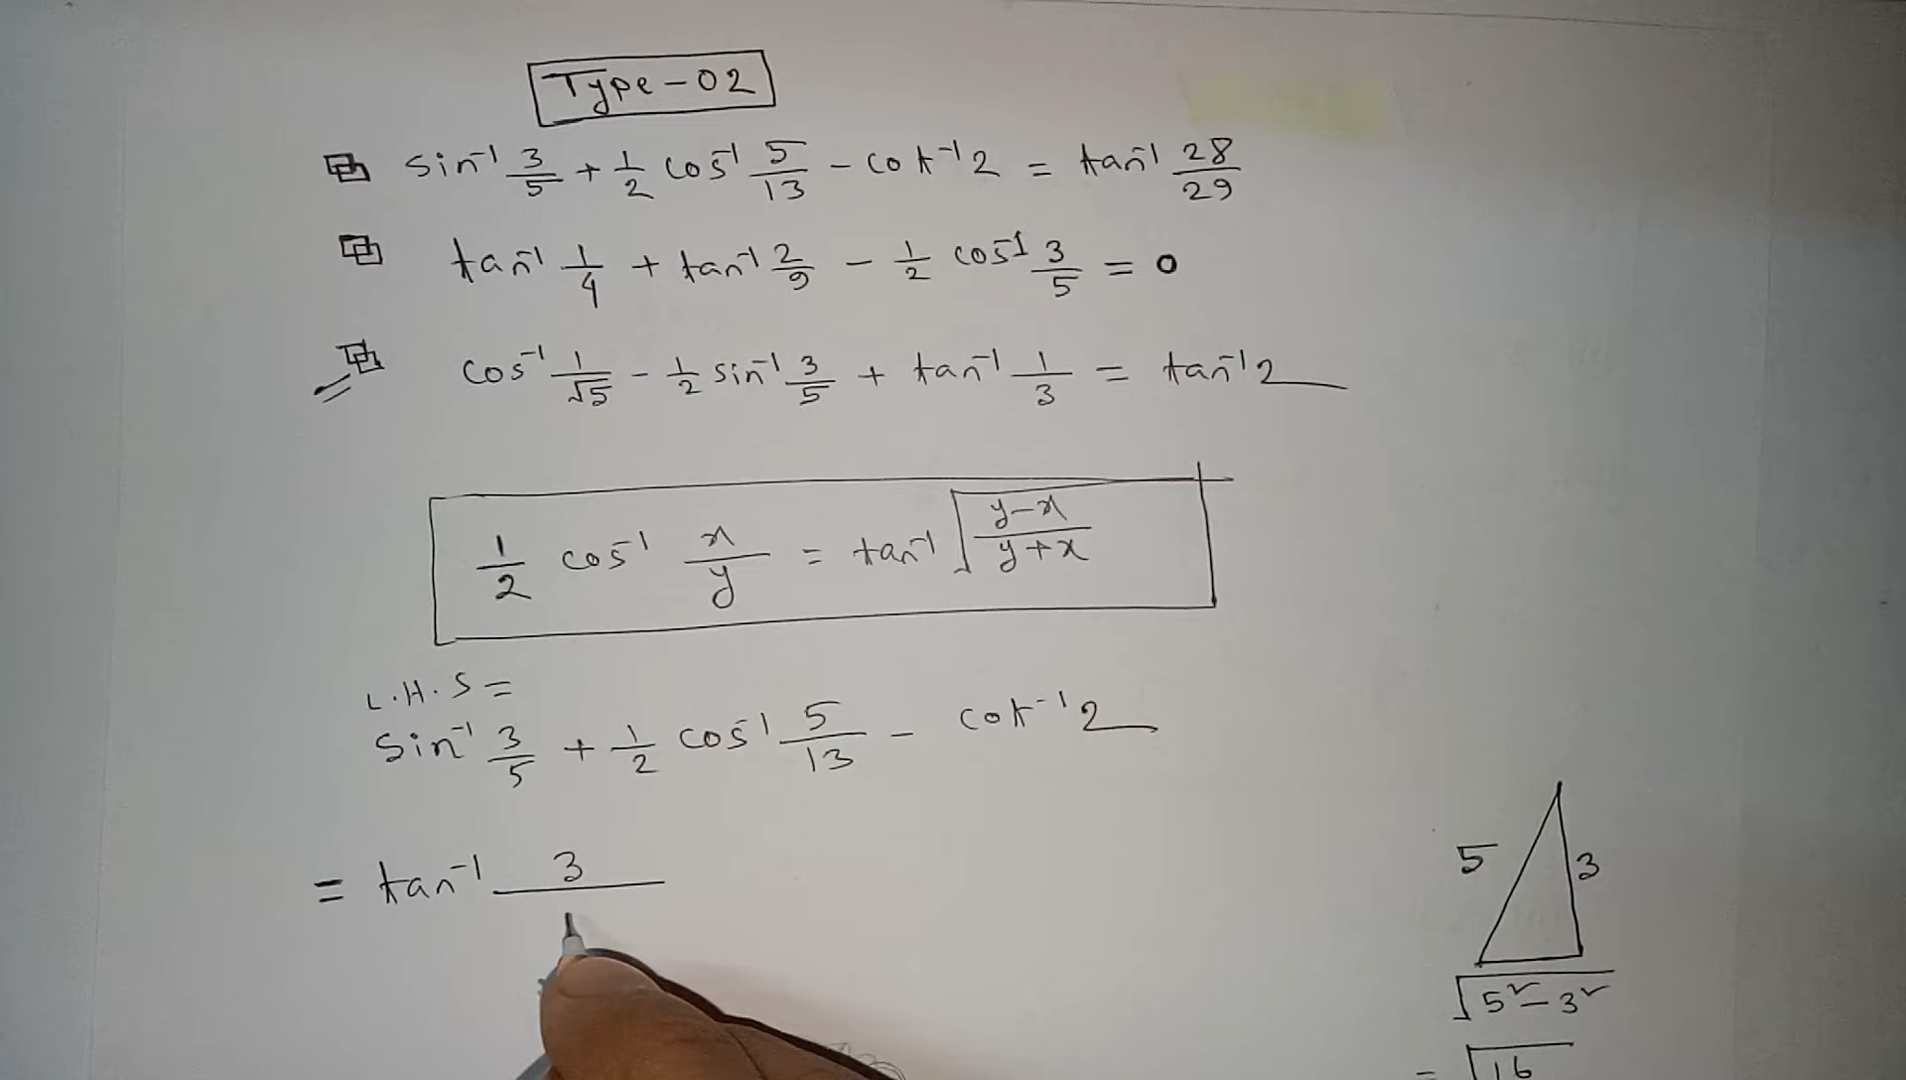 Type-02
sin⁻¹ 3/5 + 1/2 cos⁻¹ 5/13 - cot⁻¹ 2 = tan⁻¹ 28/29
tan⁻¹ 1/4 + tan⁻¹ 2/9 - 1/2 cos⁻¹ 3/5 = 0
cos⁻¹ 1/√5 - 1/2 sin⁻¹ 3/5 + tan⁻¹ 1/3 = tan⁻¹ 2
1/2 cos⁻¹ x/y = tan⁻¹ √((y-x)/(y+x))
L.H.S =
sin⁻¹ 3/5 + 1/2 cos⁻¹ 5/13 - cot⁻¹ 2
= tan⁻¹ 3/
5 3
√(5² - 3²)
= √16